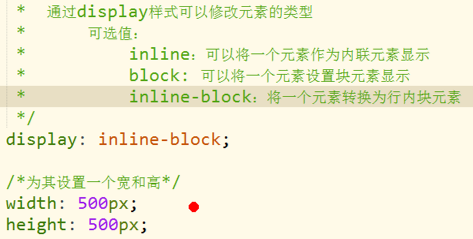 * 通过display样式可以修改元素的类型
* 可选值:
* inline：可以将一个元素作为内联元素显示
* block: 可以将一个元素设置块元素显示
* inline-block：将一个元素转换为行内块元素
*/
display: inline-block;
/*为其设置一个宽和高*/
width: 500px;
height: 500px;